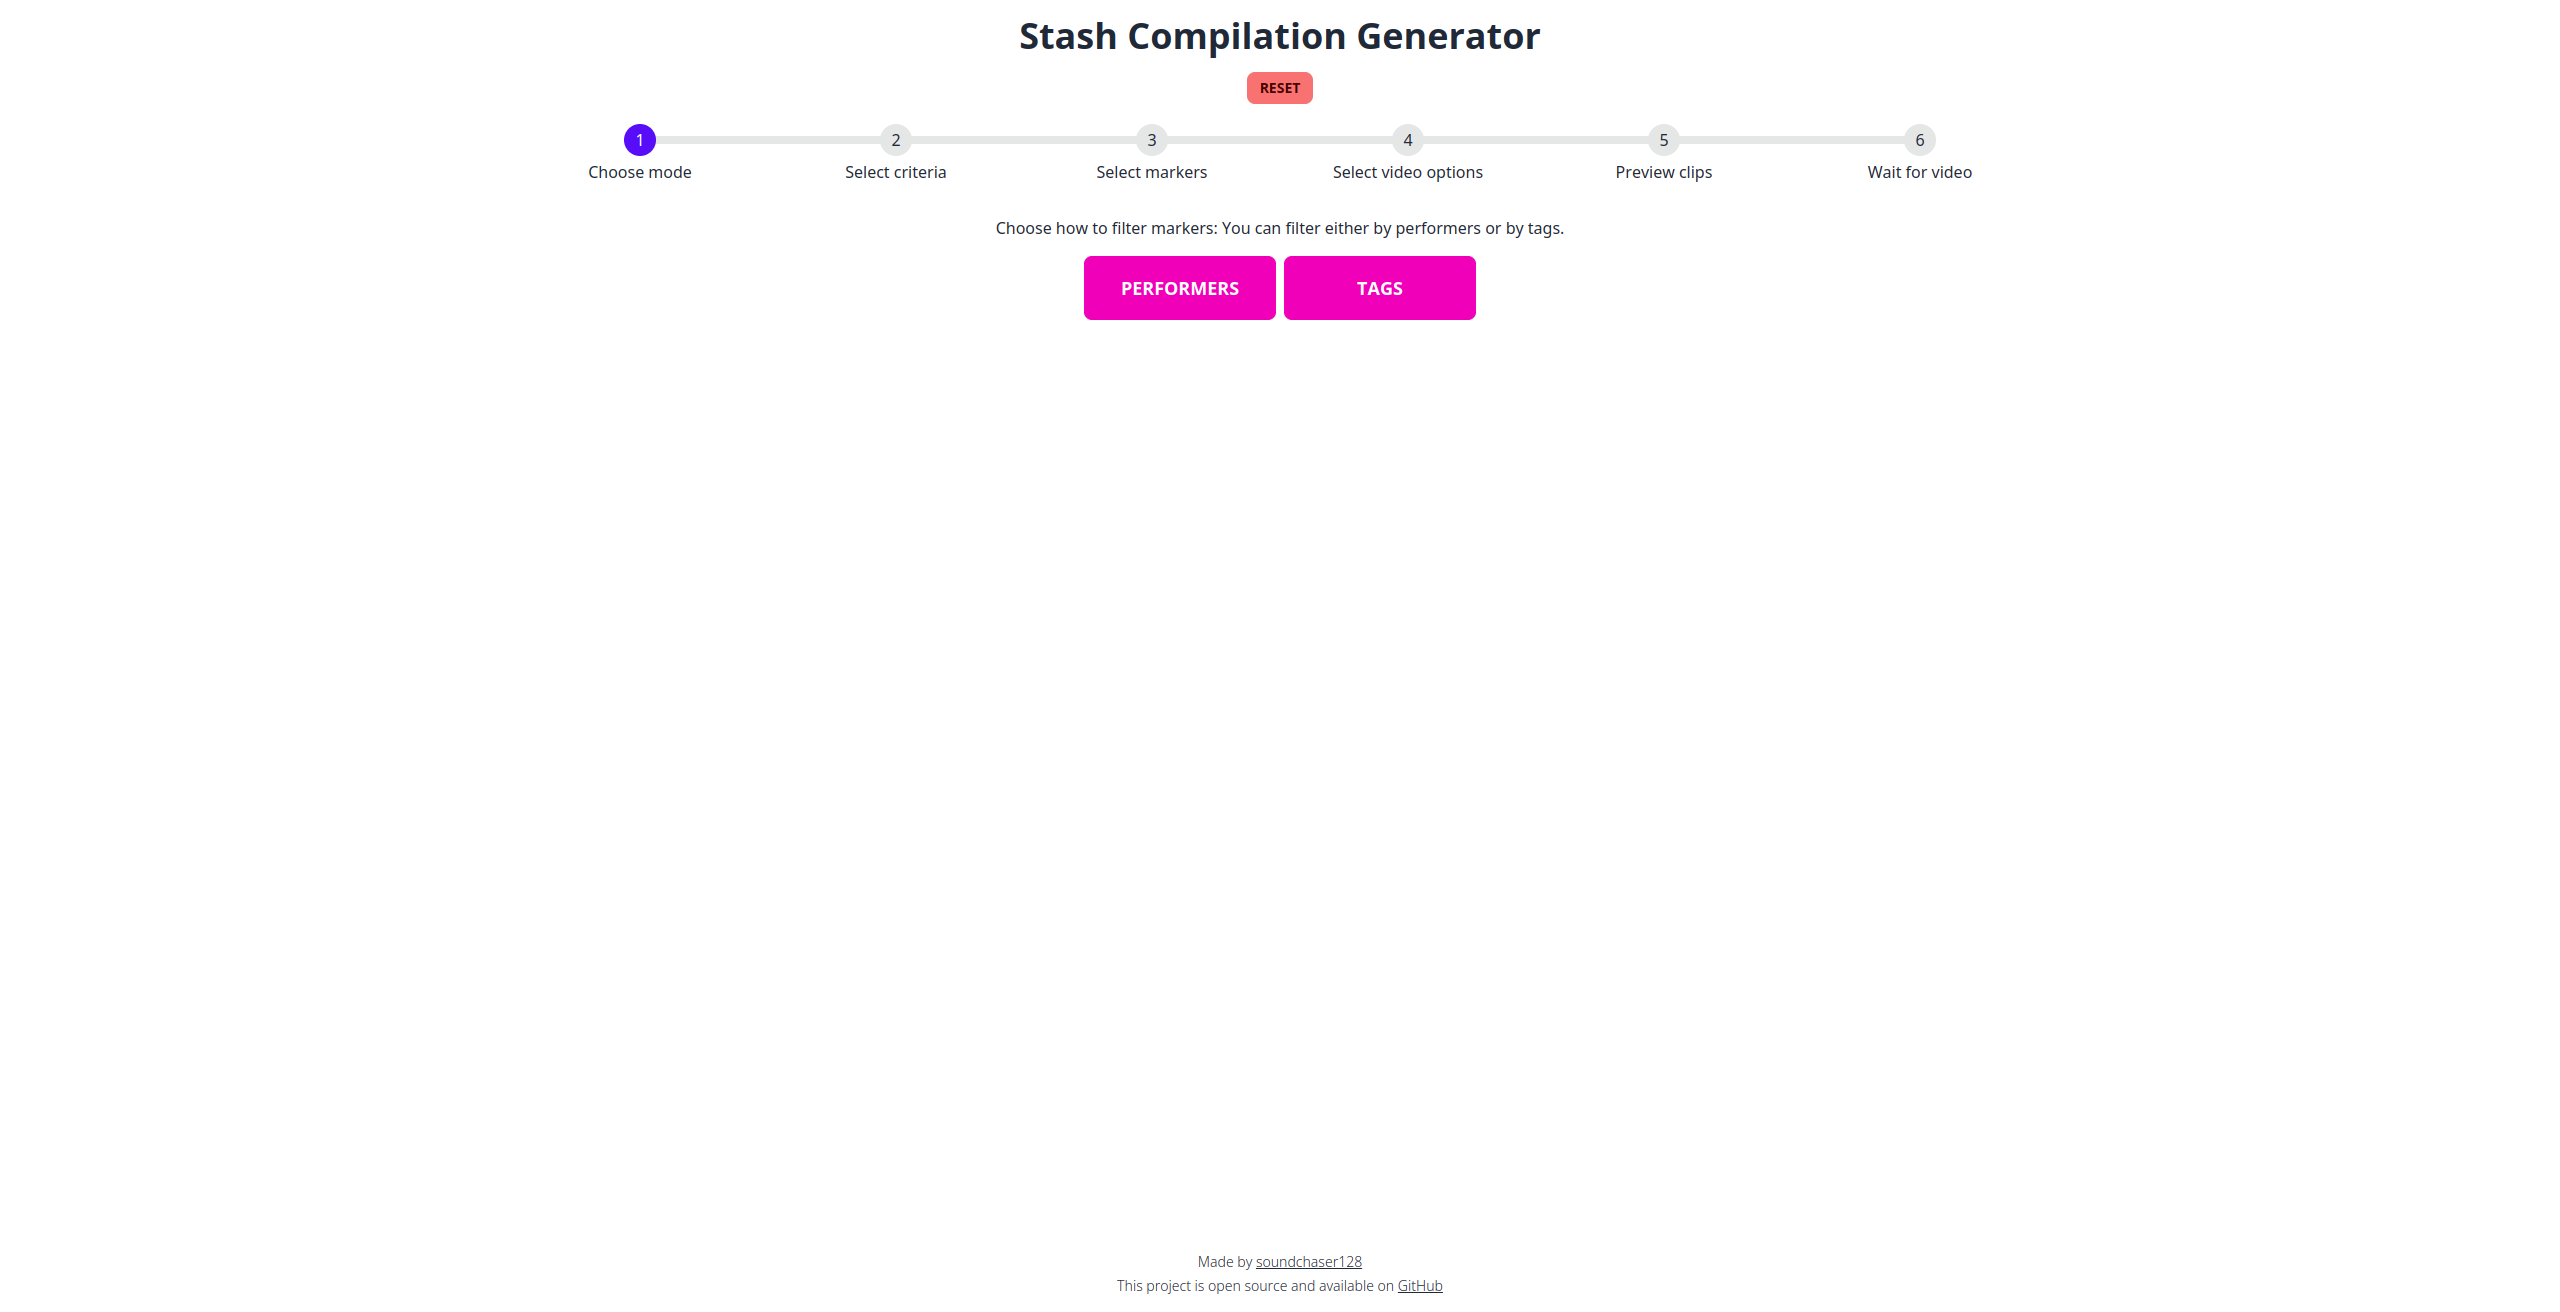 Stash Compilation Generator
RESET
1 2 3 4 5 6
Choose mode Select criteria Select markers Select video options Preview clips Wait for video
Choose how to filter markers: You can filter either by performers or by tags.
PERFORMERS TAGS
Made by soundchaser128
This project is open source and available on GitHub